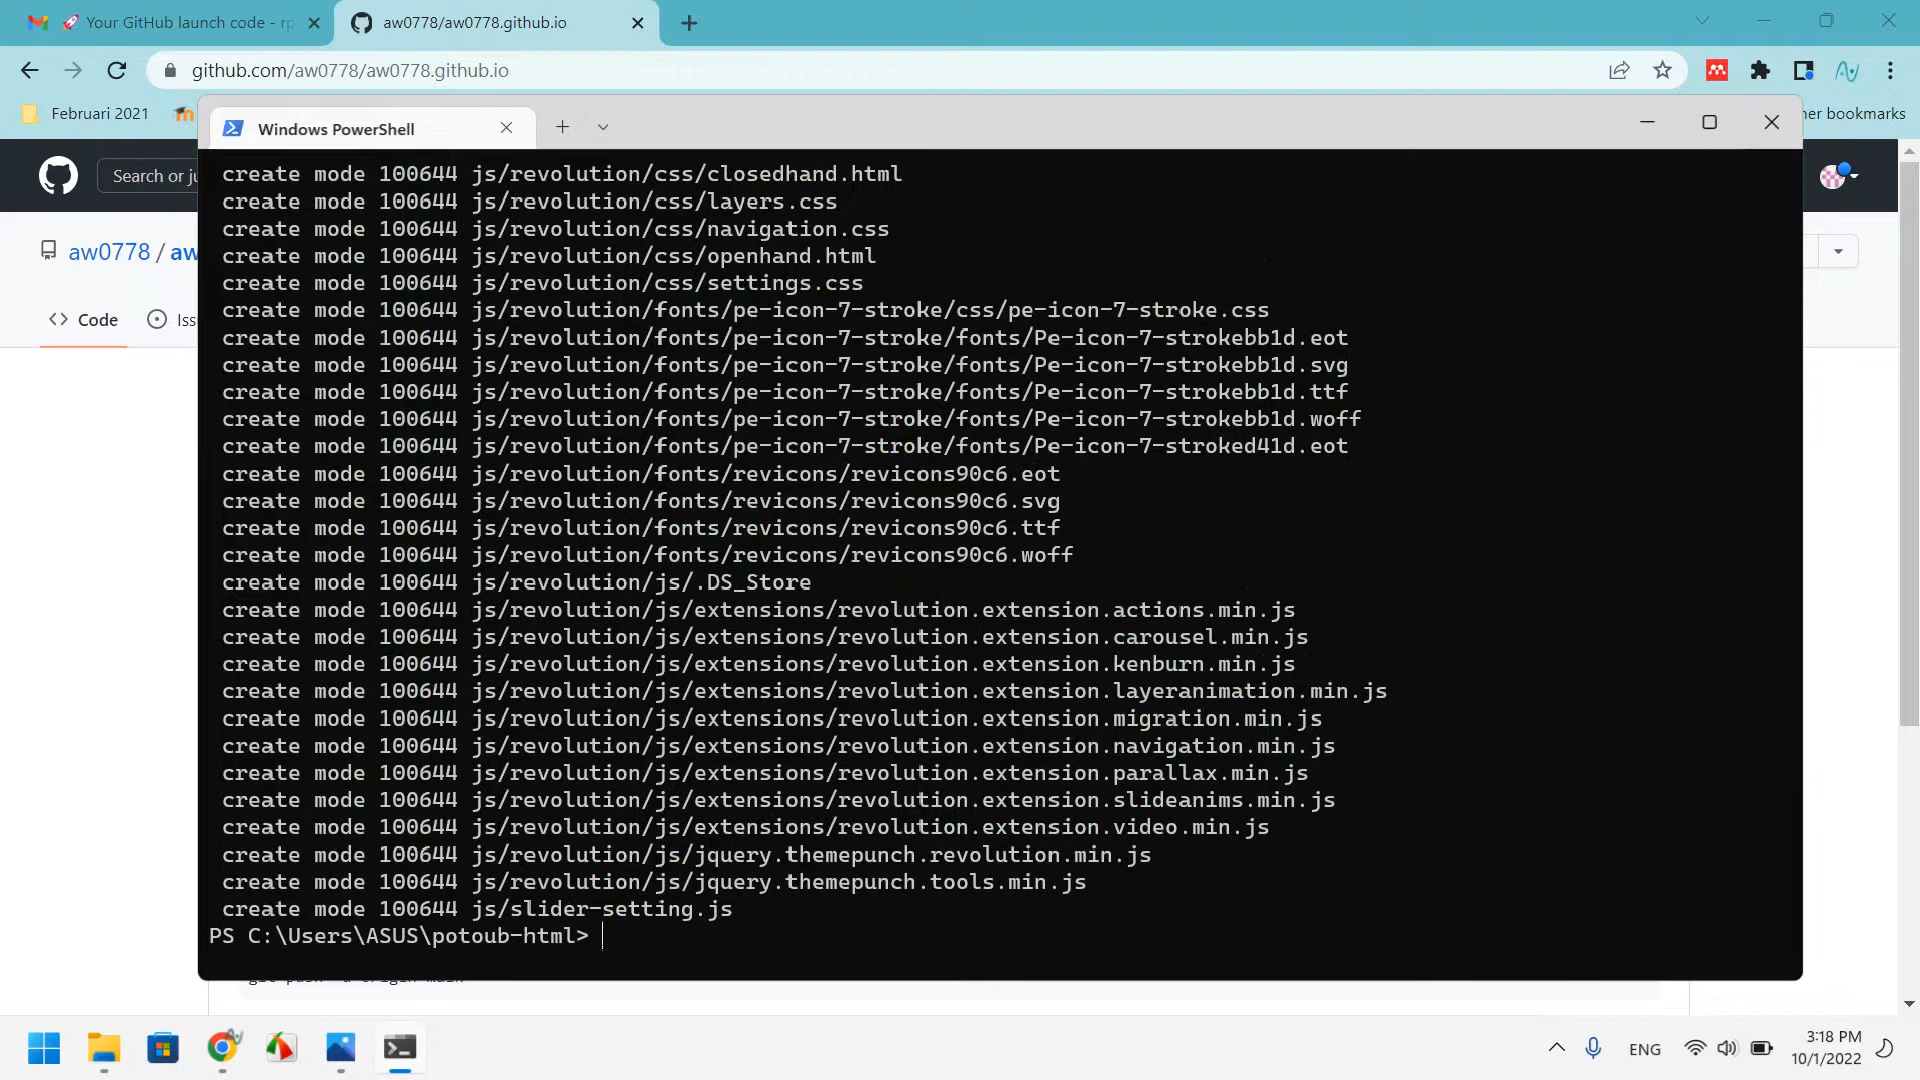 🚀 Your GitHub launch code - rp
aw0778/aw0778.github.io
github.com/aw0778/aw0778.github.io
Februari 2021
er bookmarks
Windows PowerShell
Search or ju
aw0778 / aw
Code
Iss
create mode 100644 js/revolution/css/closedhand.html
create mode 100644 js/revolution/css/layers.css
create mode 100644 js/revolution/css/navigation.css
create mode 100644 js/revolution/css/openhand.html
create mode 100644 js/revolution/css/settings.css
create mode 100644 js/revolution/fonts/pe-icon-7-stroke/css/pe-icon-7-stroke.css
create mode 100644 js/revolution/fonts/pe-icon-7-stroke/fonts/Pe-icon-7-strokebb1d.eot
create mode 100644 js/revolution/fonts/pe-icon-7-stroke/fonts/Pe-icon-7-strokebb1d.svg
create mode 100644 js/revolution/fonts/pe-icon-7-stroke/fonts/Pe-icon-7-strokebb1d.ttf
create mode 100644 js/revolution/fonts/pe-icon-7-stroke/fonts/Pe-icon-7-strokebb1d.woff
create mode 100644 js/revolution/fonts/pe-icon-7-stroke/fonts/Pe-icon-7-stroked41d.eot
create mode 100644 js/revolution/fonts/revicons/revicons90c6.eot
create mode 100644 js/revolution/fonts/revicons/revicons90c6.svg
create mode 100644 js/revolution/fonts/revicons/revicons90c6.ttf
create mode 100644 js/revolution/fonts/revicons/revicons90c6.woff
create mode 100644 js/revolution/js/.DS_Store
create mode 100644 js/revolution/js/extensions/revolution.extension.actions.min.js
create mode 100644 js/revolution/js/extensions/revolution.extension.carousel.min.js
create mode 100644 js/revolution/js/extensions/revolution.extension.kenburn.min.js
create mode 100644 js/revolution/js/extensions/revolution.extension.layeranimation.min.js
create mode 100644 js/revolution/js/extensions/revolution.extension.migration.min.js
create mode 100644 js/revolution/js/extensions/revolution.extension.navigation.min.js
create mode 100644 js/revolution/js/extensions/revolution.extension.parallax.min.js
create mode 100644 js/revolution/js/extensions/revolution.extension.slideanims.min.js
create mode 100644 js/revolution/js/extensions/revolution.extension.video.min.js
create mode 100644 js/revolution/js/jquery.themepunch.revolution.min.js
create mode 100644 js/revolution/js/jquery.themepunch.tools.min.js
create mode 100644 js/slider-setting.js
PS C:\Users\ASUS\potoub-html>
ENG
3:18 PM
10/1/2022